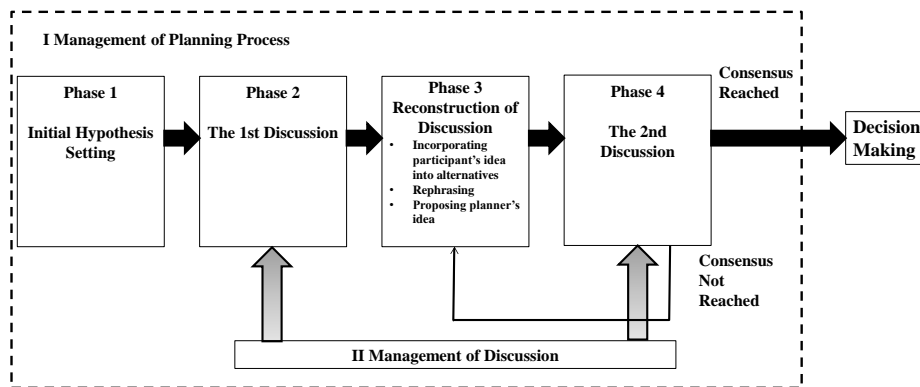 I Management of Planning Process
Phase 1
Initial Hypothesis
Setting
Phase 2
The 1st Discussion
Phase 3
Reconstruction of
Discussion
• Incorporating
participant's idea
into alternatives
• Rephrasing
• Proposing planner's
idea
Phase 4
The 2nd
Discussion
Consensus
Reached
Decision
Making
Consensus
Not
Reached
II Management of Discussion